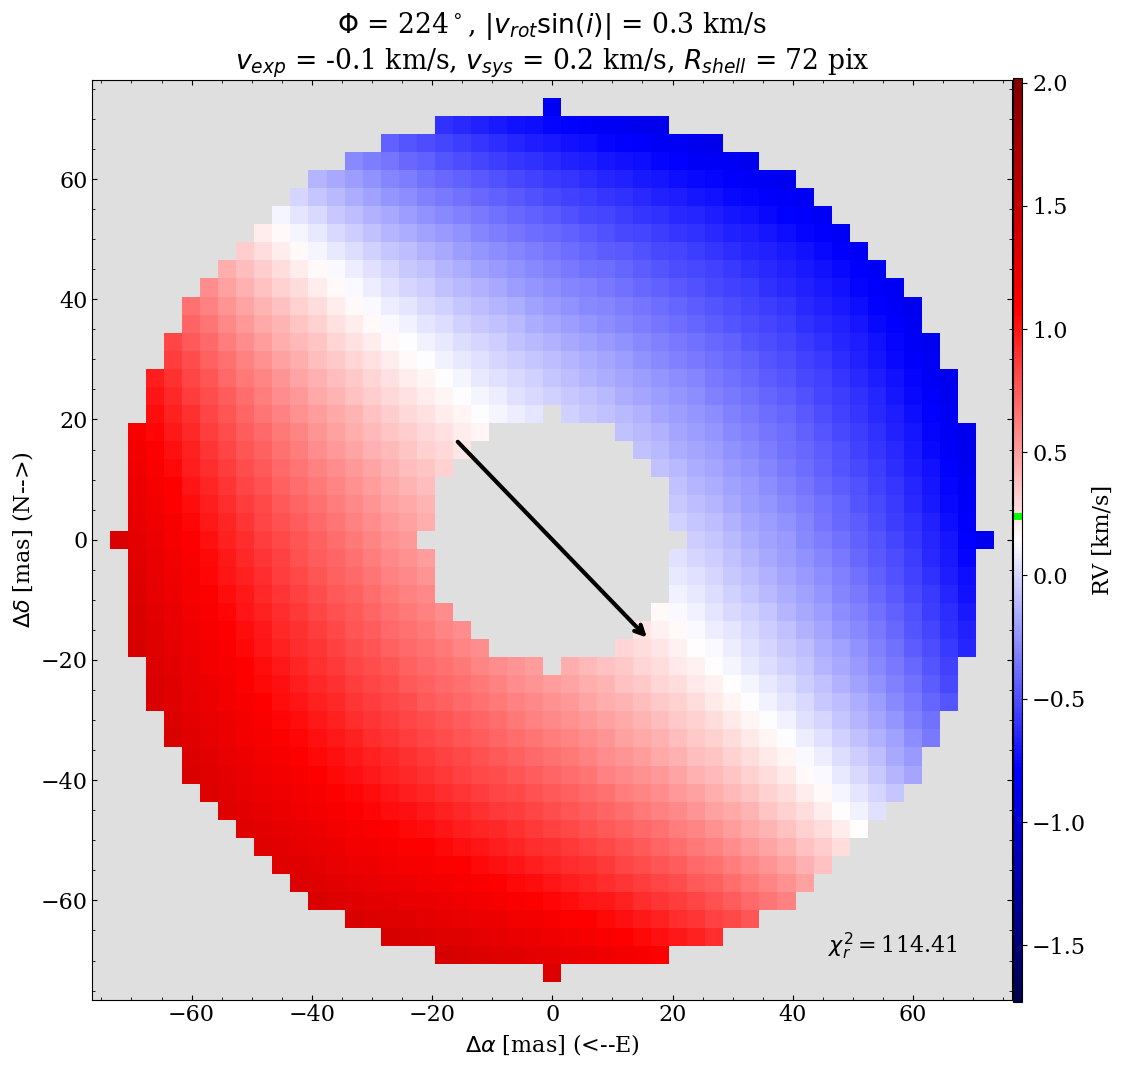 Φ = 224°, |v_rot sin(i)| = 0.3 km/s
v_exp = -0.1 km/s, v_sys = 0.2 km/s, R_shell = 72 pix
2.0
1.5
1.0
0.5
0.0
−0.5
−1.0
−1.5
RV [km/s]
60
40
20
0
−20
−40
−60
Δδ [mas] (N-->)
χ_r^2 = 114.41
−60 −40 −20 0 20 40 60
Δα [mas] (<--E)